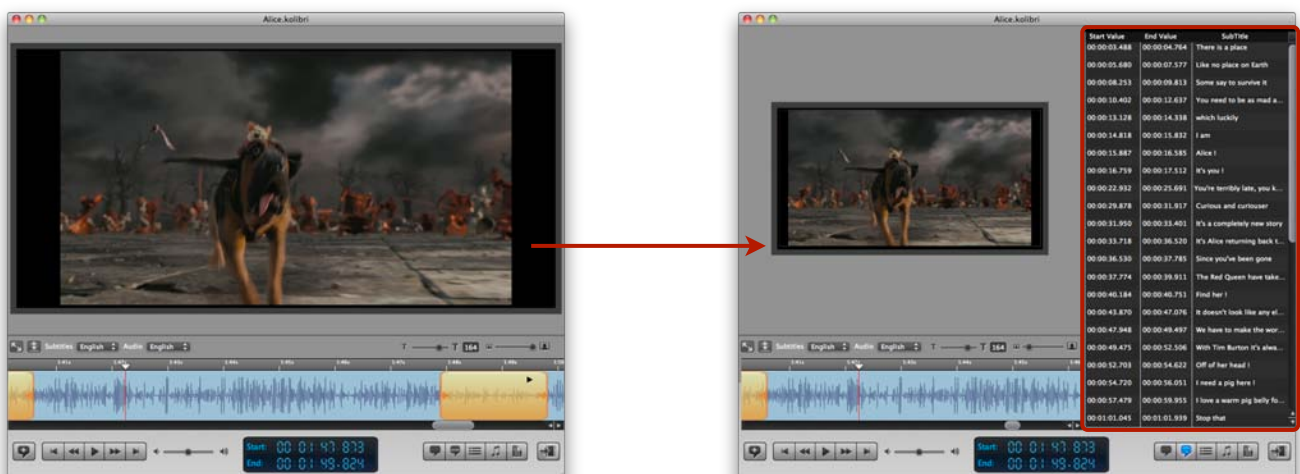 Alice.kolibri
Subtitles English Audio English T T 164
1:45s 1:47s 1:48s 1:48s
Start: 00 01 47 873
End: 00 01 49.824
Alice.kolibri
Start Value End Value SubTitle
00:00:03.488 00:00:04.764 There is a place
00:00:05.680 00:00:07.577 Like no place on Earth
00:00:08.253 00:00:09.813 Some say to survive it
00:00:10.402 00:00:12.637 You need to be as mad a...
00:00:13.128 00:00:14.338 which luckily
00:00:14.818 00:00:15.832 I am
00:00:15.887 00:00:16.585 Alice !
00:00:16.759 00:00:17.512 It's you !
00:00:22.932 00:00:25.691 You're terribly late, you k...
00:00:29.878 00:00:31.917 Curious and curiouser
00:00:31.950 00:00:33.401 It's a completely new story
00:00:33.718 00:00:36.520 It's Alice returning back t...
00:00:36.530 00:00:37.785 Since you've been gone
00:00:37.774 00:00:39.911 The Red Queen have take...
00:00:40.184 00:00:40.751 Find her !
00:00:43.870 00:00:47.076 It doesn't look like any el...
00:00:47.948 00:00:49.497 We have to make the wor...
00:00:49.475 00:00:52.506 With Tim Burton it's alwa...
00:00:52.703 00:00:54.622 Off of her head !
00:00:54.720 00:00:56.051 I need a pig here !
00:00:57.479 00:00:59.955 I love a warm pig belly fo...
00:01:01.045 00:01:01.939 Stop that
Subtitles English Audio English T T 164
Start: 00 01 47 873
End: 00 01 49.824